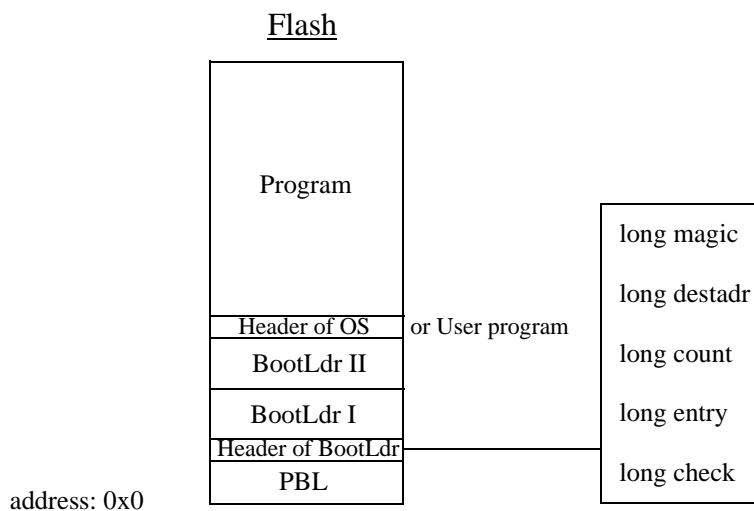 Flash
Program
Header of OS
or User program
BootLdr II
BootLdr I
Header of BootLdr
PBL
address: 0x0
long magic
long destadr
long count
long entry
long check